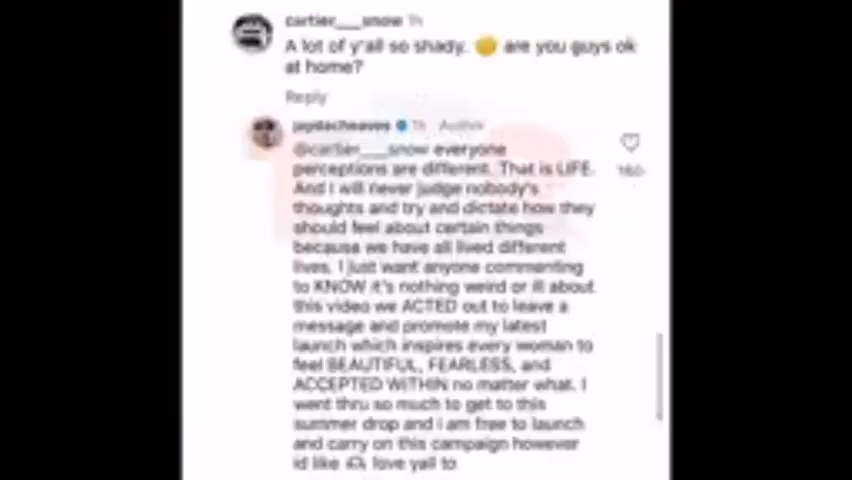 cartier___snow 1h
A lot of y'all so shady. 😕 are you guys ok
at home?
Reply
jaydacheaves 1h Author
@cartier___snow everyone
perceptions are different. That is LIFE.
And I will never judge nobody's
thoughts and try and dictate how they
should feel about certain things
because we have all lived different
lives. I just want anyone commenting
to KNOW it's nothing weird or ill about
this video we ACTED out to leave a
message and promote my latest
launch which inspires every woman to
feel BEAUTIFUL, FEARLESS, and
ACCEPTED WITHIN no matter what. I
went thru so much to get to this
summer drop and i am free to launch
and carry on this campaign however
id like 🫶 love yall to